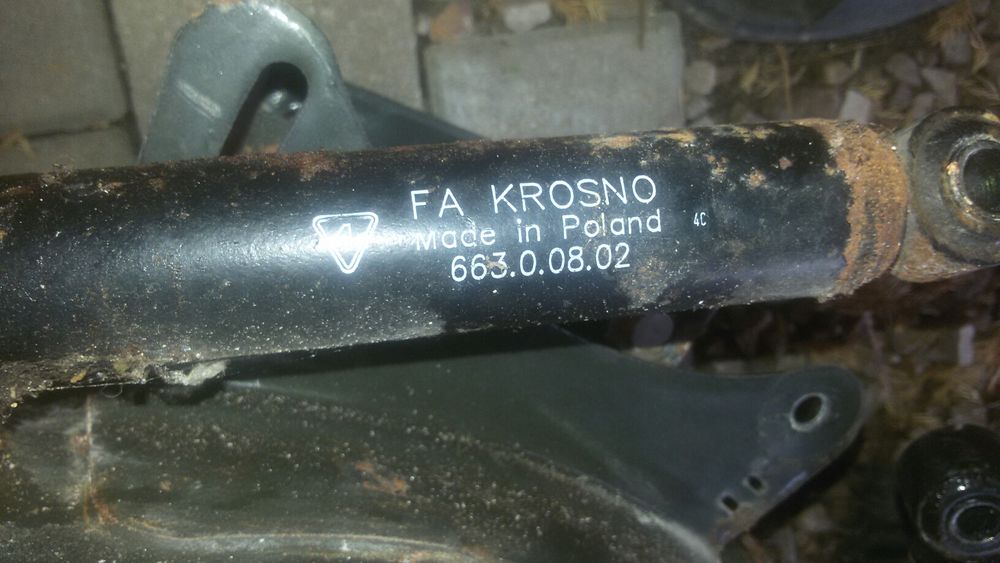 FA KROSNO
Made in Poland
4C
663.0.08.02